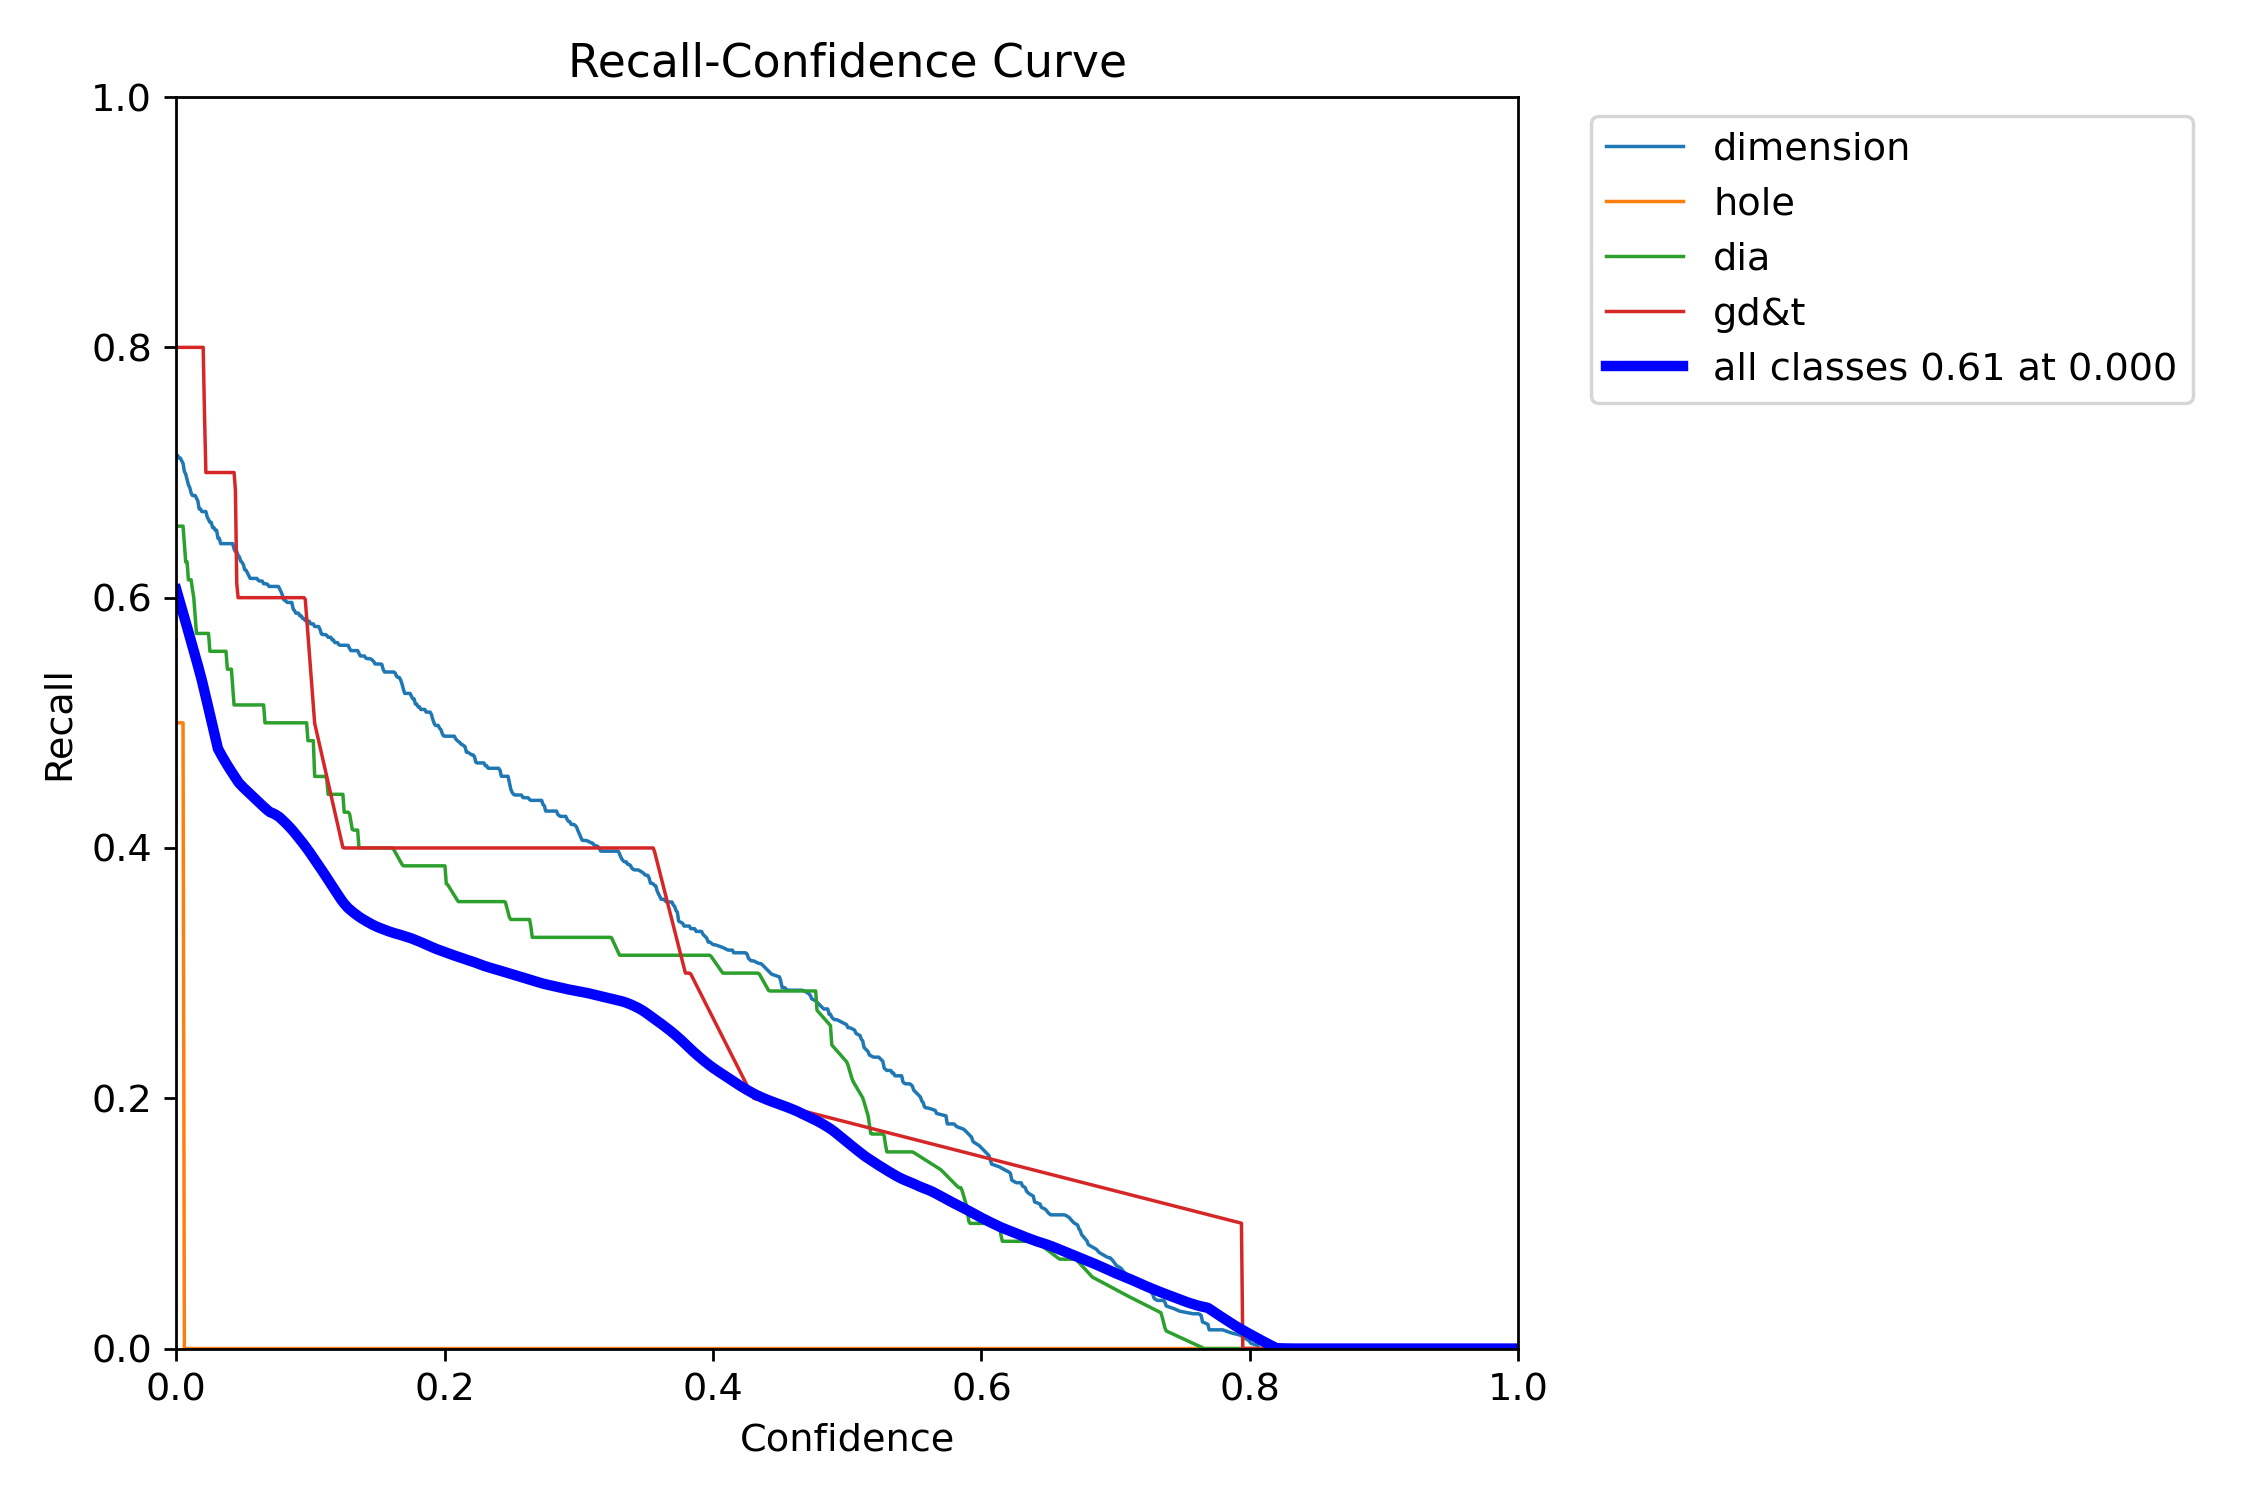 Recall-Confidence Curve
1.0
0.8
0.6
0.4
0.2
0.0
Recall
0.0 0.2 0.4 0.6 0.8 1.0
Confidence
dimension
hole
dia
gd&t
all classes 0.61 at 0.000